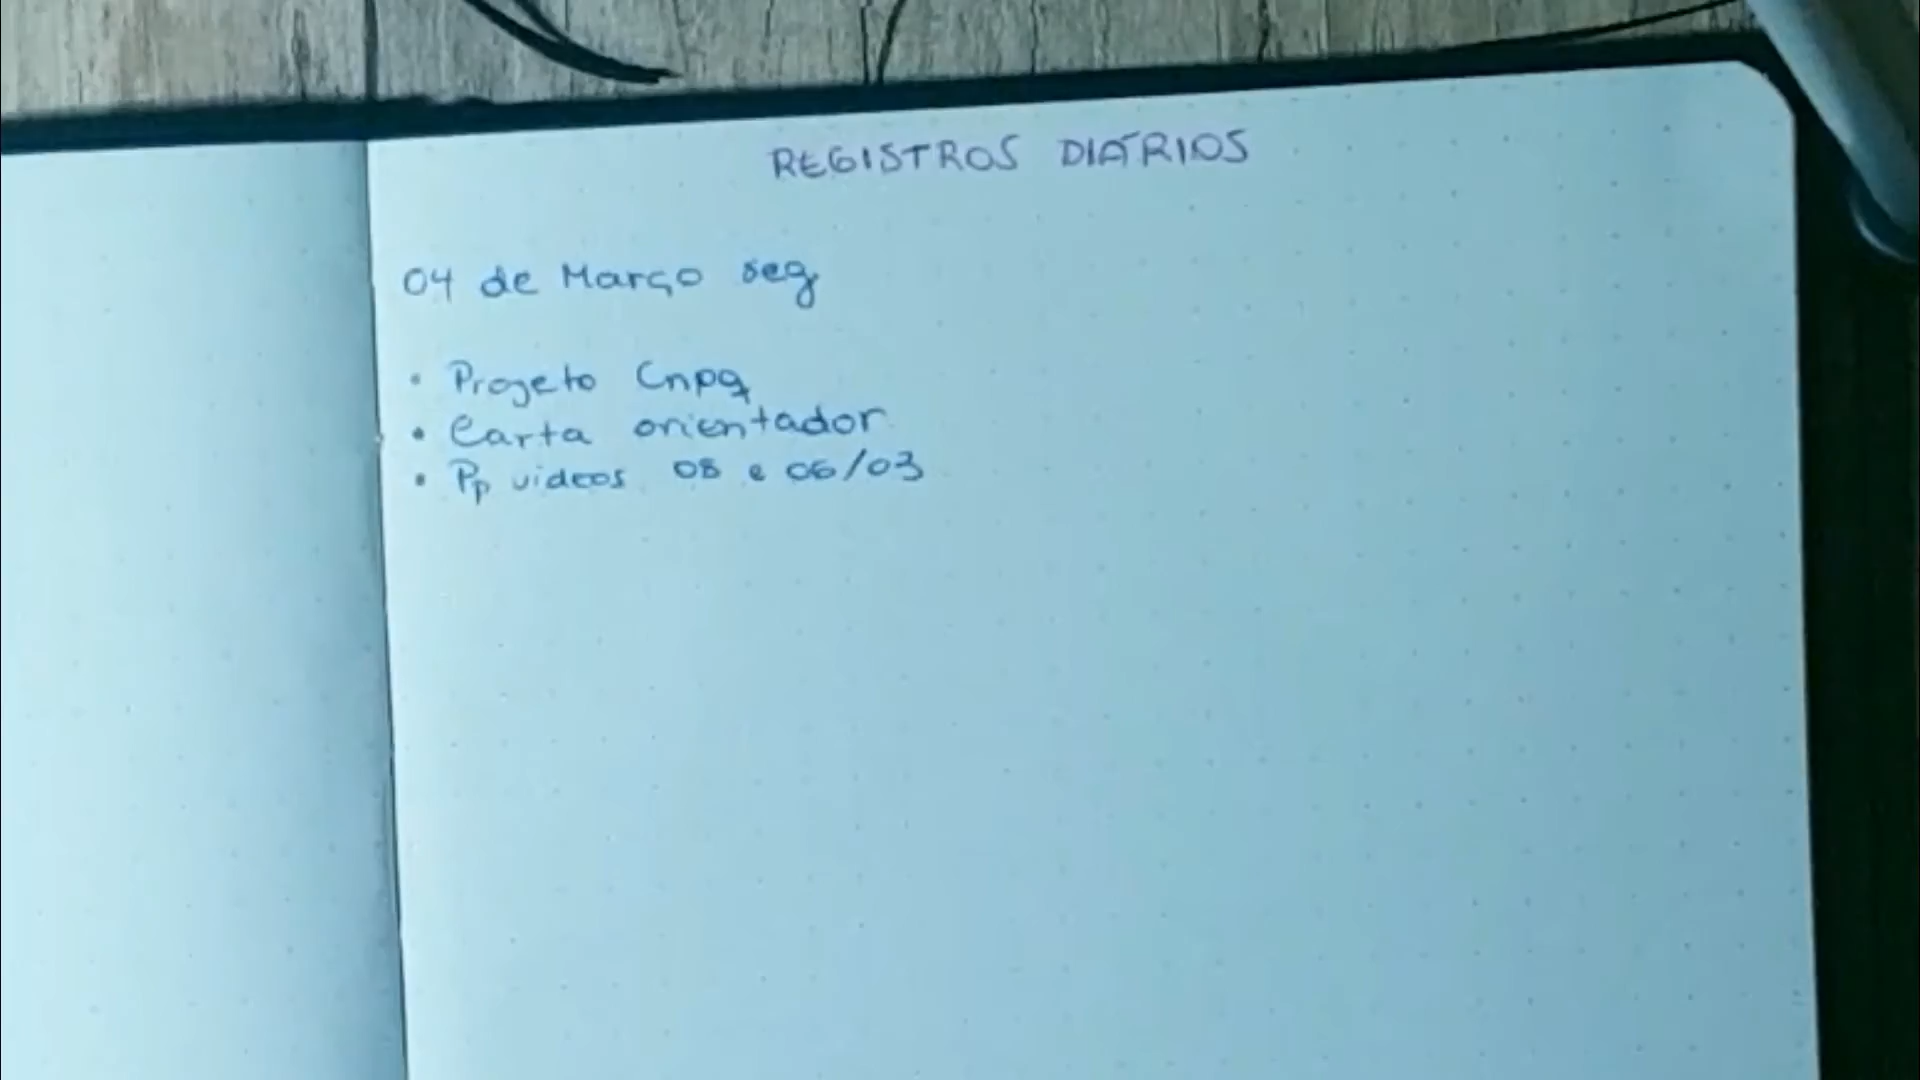 REGISTROS DIÁRIOS
04 de Março seg
• Projeto Cnpq
• Carta orientador
• Pp videos 05 e 06/03